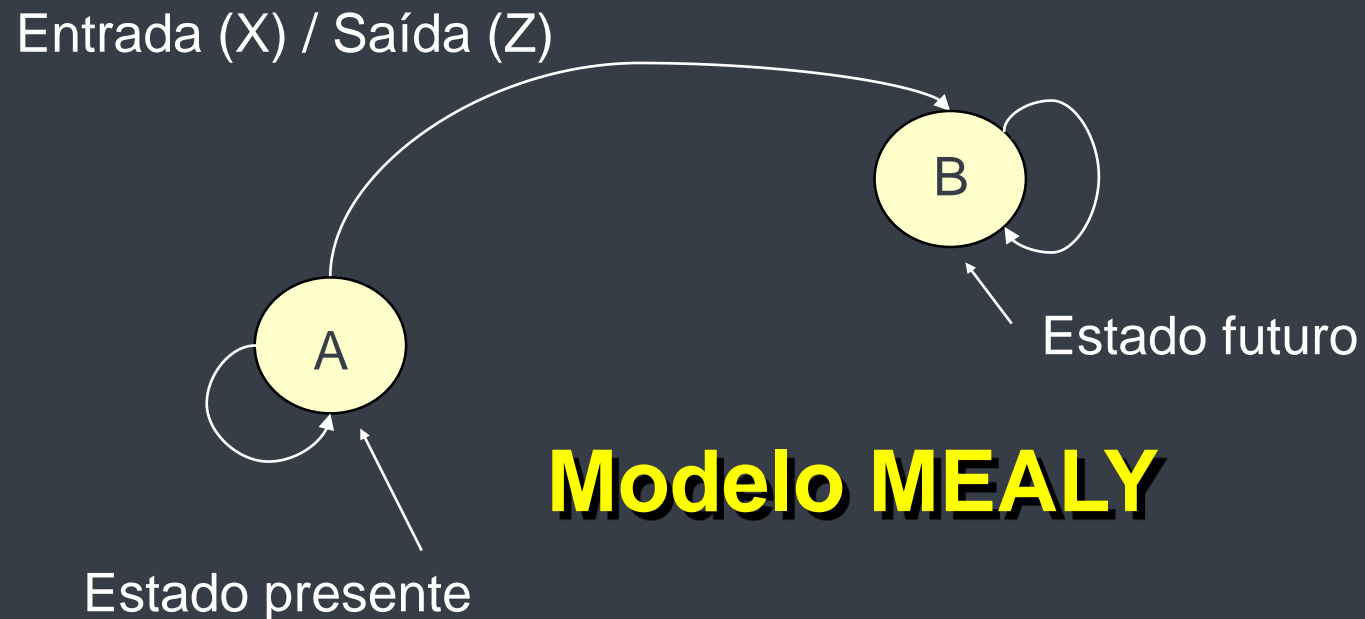 Entrada (X) / Saída (Z)
B
Estado futuro
A
Modelo MEALY
Estado presente